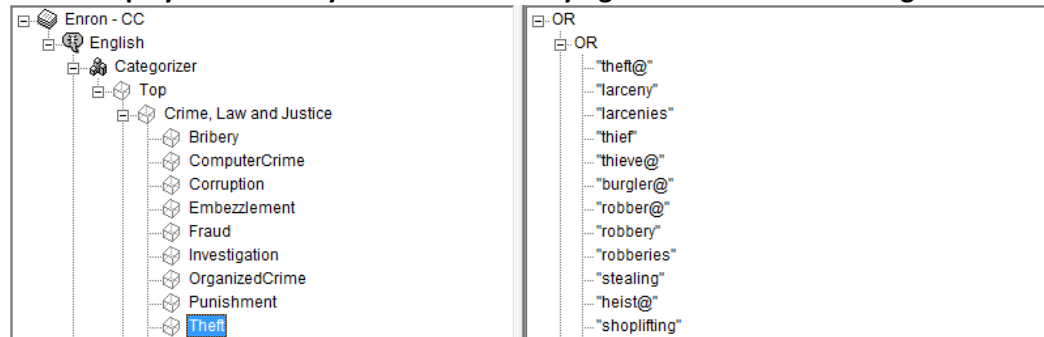 Enron - CC
English
Categorizer
Top
Crime, Law and Justice
Bribery
ComputerCrime
Corruption
Embezzlement
Fraud
Investigation
OrganizedCrime
Punishment
Theft
OR
OR
"theft@"
"larceny"
"larcenies"
"thief"
"thieve@"
"burgler@"
"robber@"
"robbery"
"robberies"
"stealing"
"heist@"
"shoplifting"